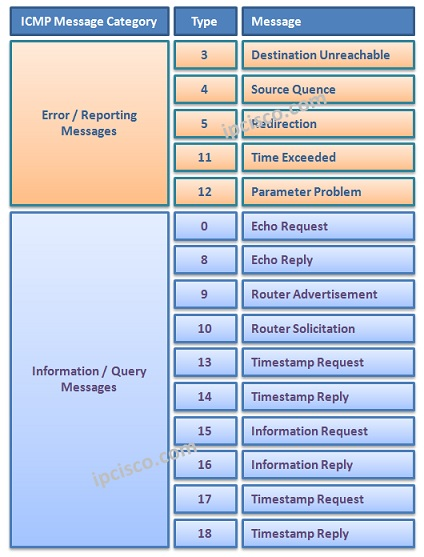 ICMP Message Category Type Message
Error / Reporting
Messages
3 Destination Unreachable
4 Source Quence
5 Redirection
11 Time Exceeded
12 Parameter Problem
Information / Query
Messages
0 Echo Request
8 Echo Reply
9 Router Advertisement
10 Router Solicitation
13 Timestamp Request
14 Timestamp Reply
15 Information Request
16 Information Reply
17 Timestamp Request
18 Timestamp Reply
ipcisco.com
ipcisco.com